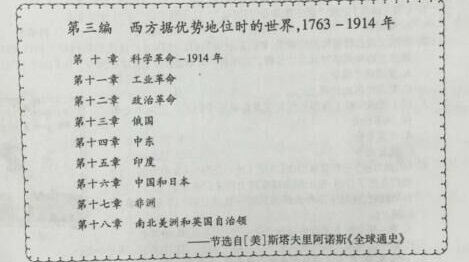 第三编 西方据优势地位时的世界,1763-1914年
第十章 科学革命-1914年
第十一章 工业革命
第十二章 政治革命
第十三章 俄国
第十四章 中东
第十五章 印度
第十六章 中国和日本
第十七章 非洲
第十八章 南北美洲和英国自治领
——节选自[美]斯塔夫里阿诺斯《全球通史》